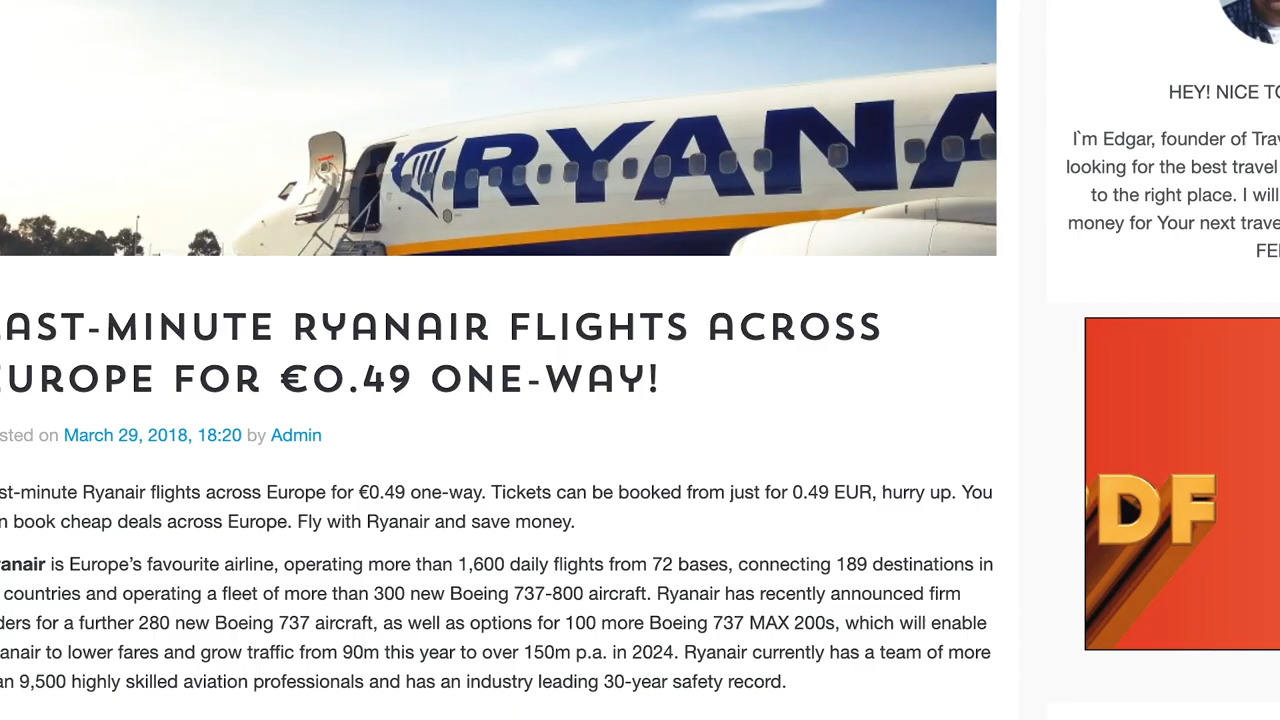 RYANA
AST-MINUTE RYANAIR FLIGHTS ACROSS
EUROPE FOR €0.49 ONE-WAY!
sted on March 29, 2018, 18:20 by Admin
st-minute Ryanair flights across Europe for €0.49 one-way. Tickets can be booked from just for 0.49 EUR, hurry up. You
n book cheap deals across Europe. Fly with Ryanair and save money.
anair is Europe's favourite airline, operating more than 1,600 daily flights from 72 bases, connecting 189 destinations in
countries and operating a fleet of more than 300 new Boeing 737-800 aircraft. Ryanair has recently announced firm
ders for a further 280 new Boeing 737 aircraft, as well as options for 100 more Boeing 737 MAX 200s, which will enable
anair to lower fares and grow traffic from 90m this year to over 150m p.a. in 2024. Ryanair currently has a team of more
an 9,500 highly skilled aviation professionals and has an industry leading 30-year safety record.
HEY! NICE TO
I`m Edgar, founder of Trav
looking for the best travel
to the right place. I will
money for Your next trave
FEE
DF